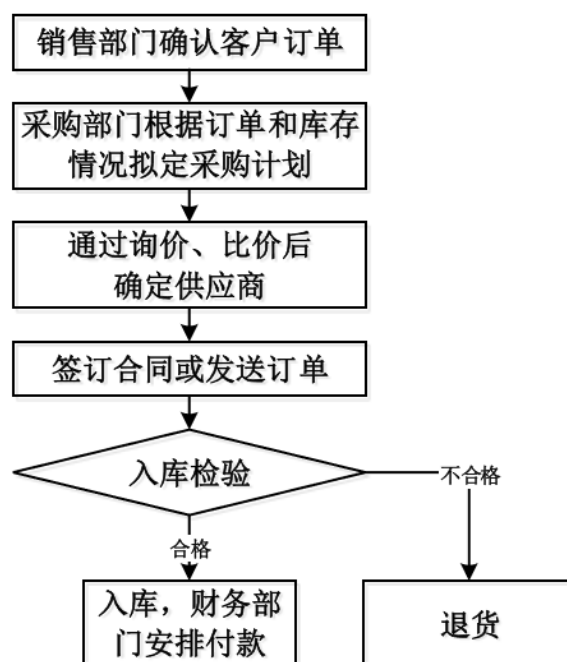 销售部门确认客户订单
采购部门根据订单和库存
情况拟定采购计划
通过询价、比价后
确定供应商
签订合同或发送订单
入库检验
不合格
合格
入库，财务部
门安排付款
退货